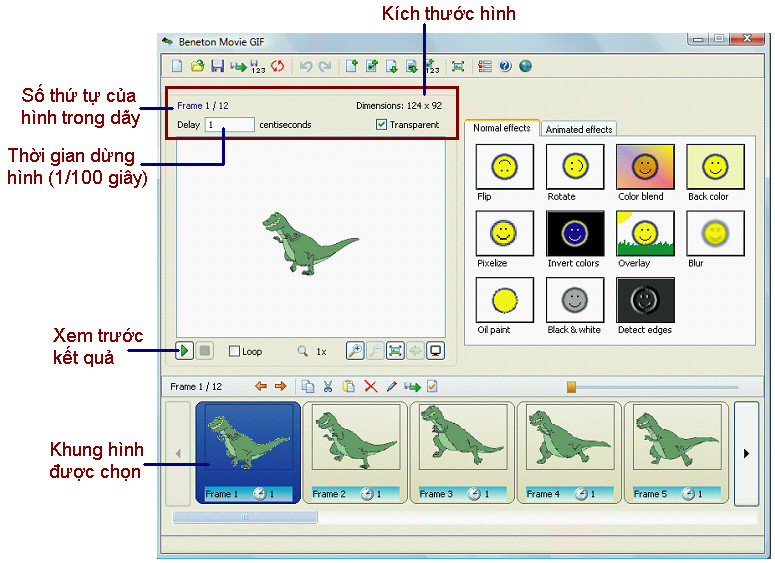 Kích thước hình
Beneton Movie GIF
123
123
Số thứ tự của
hình trong dãy
Frame 1 / 12
Dimensions: 124 x 92
Delay 1 centiseconds
Transparent
Thời gian dừng
hình (1/100 giây)
Normal effects
Animated effects
Flip
Rotate
Color blend
Back color
Pixelize
Invert colors
Overlay
Blur
Oil paint
Black & white
Detect edges
Xem trước
kết quả
Loop
1x
Frame 1 / 12
Khung hình
được chọn
Frame 1 1
Frame 2 1
Frame 3 1
Frame 4 1
Frame 5 1